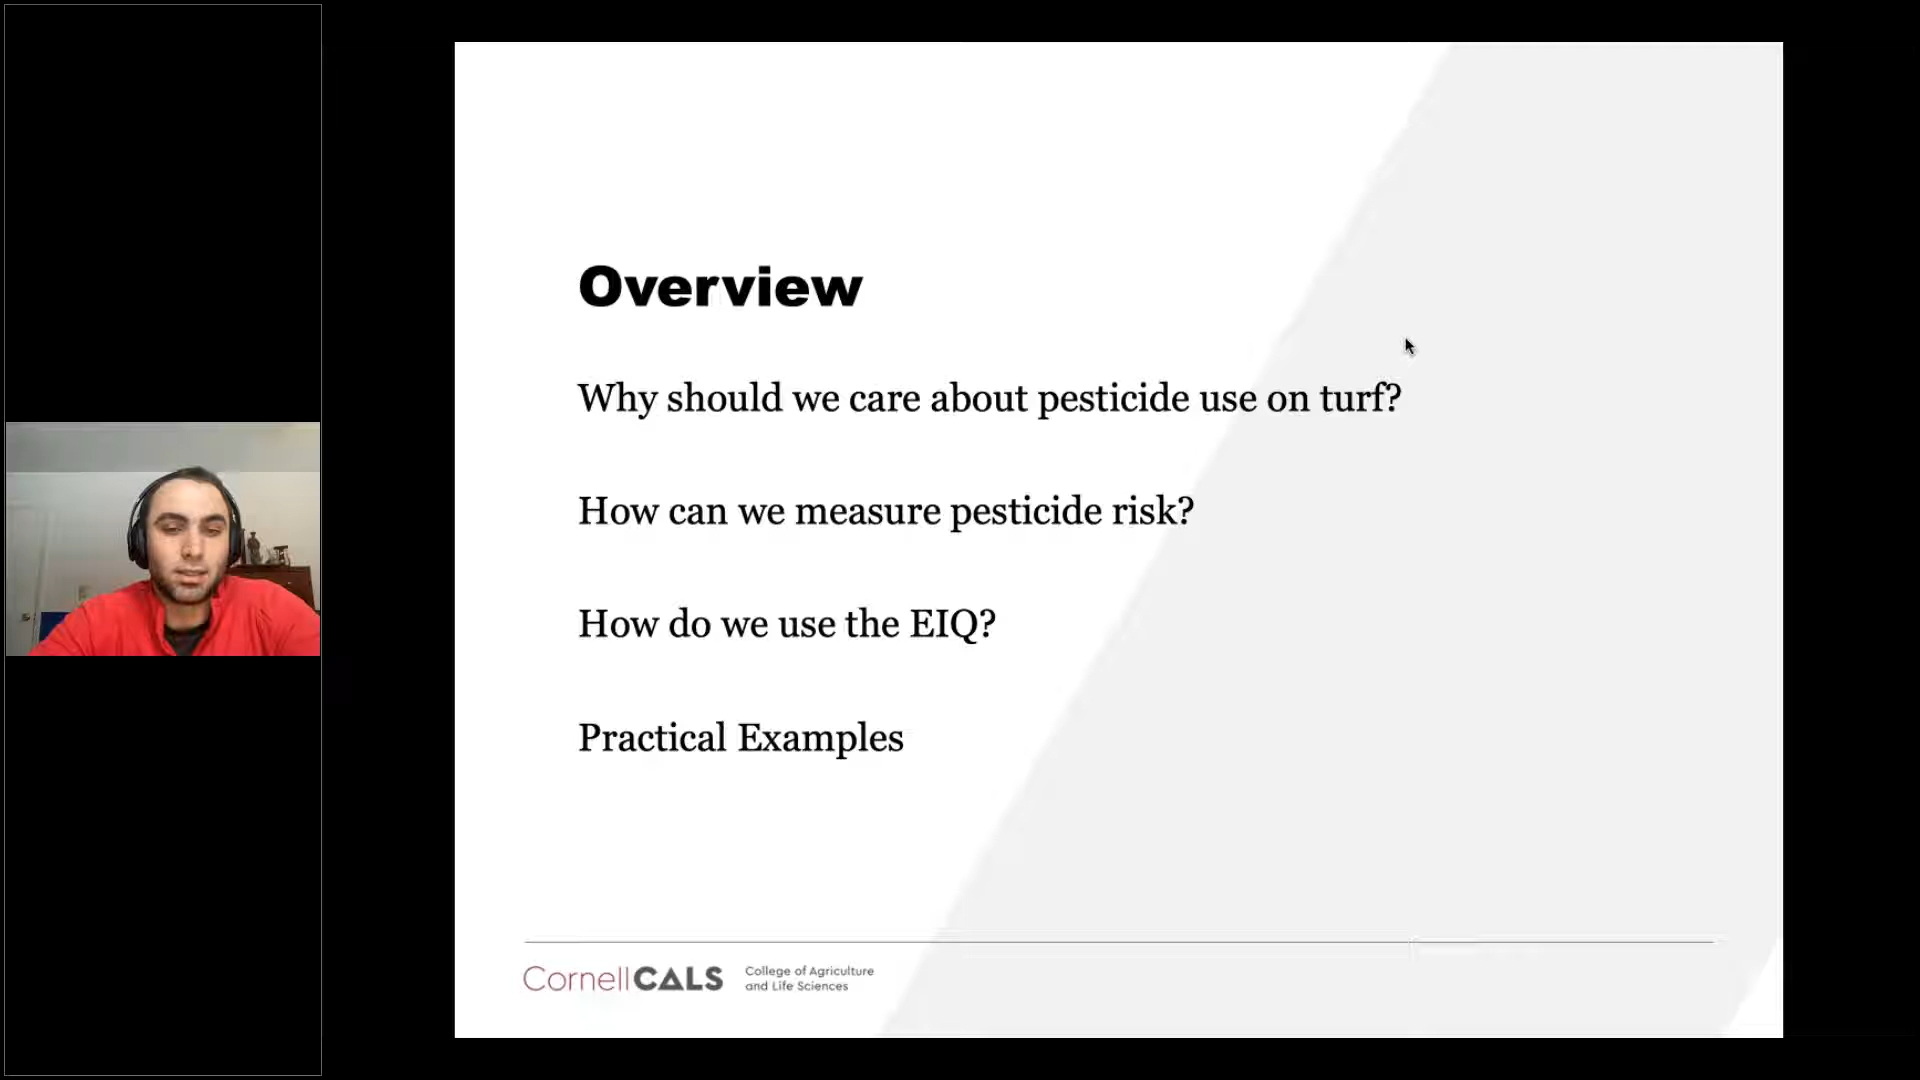 Overview
Why should we care about pesticide use on turf?
How can we measure pesticide risk?
How do we use the EIQ?
Practical Examples
CornellCALS
College of Agriculture
and Life Sciences